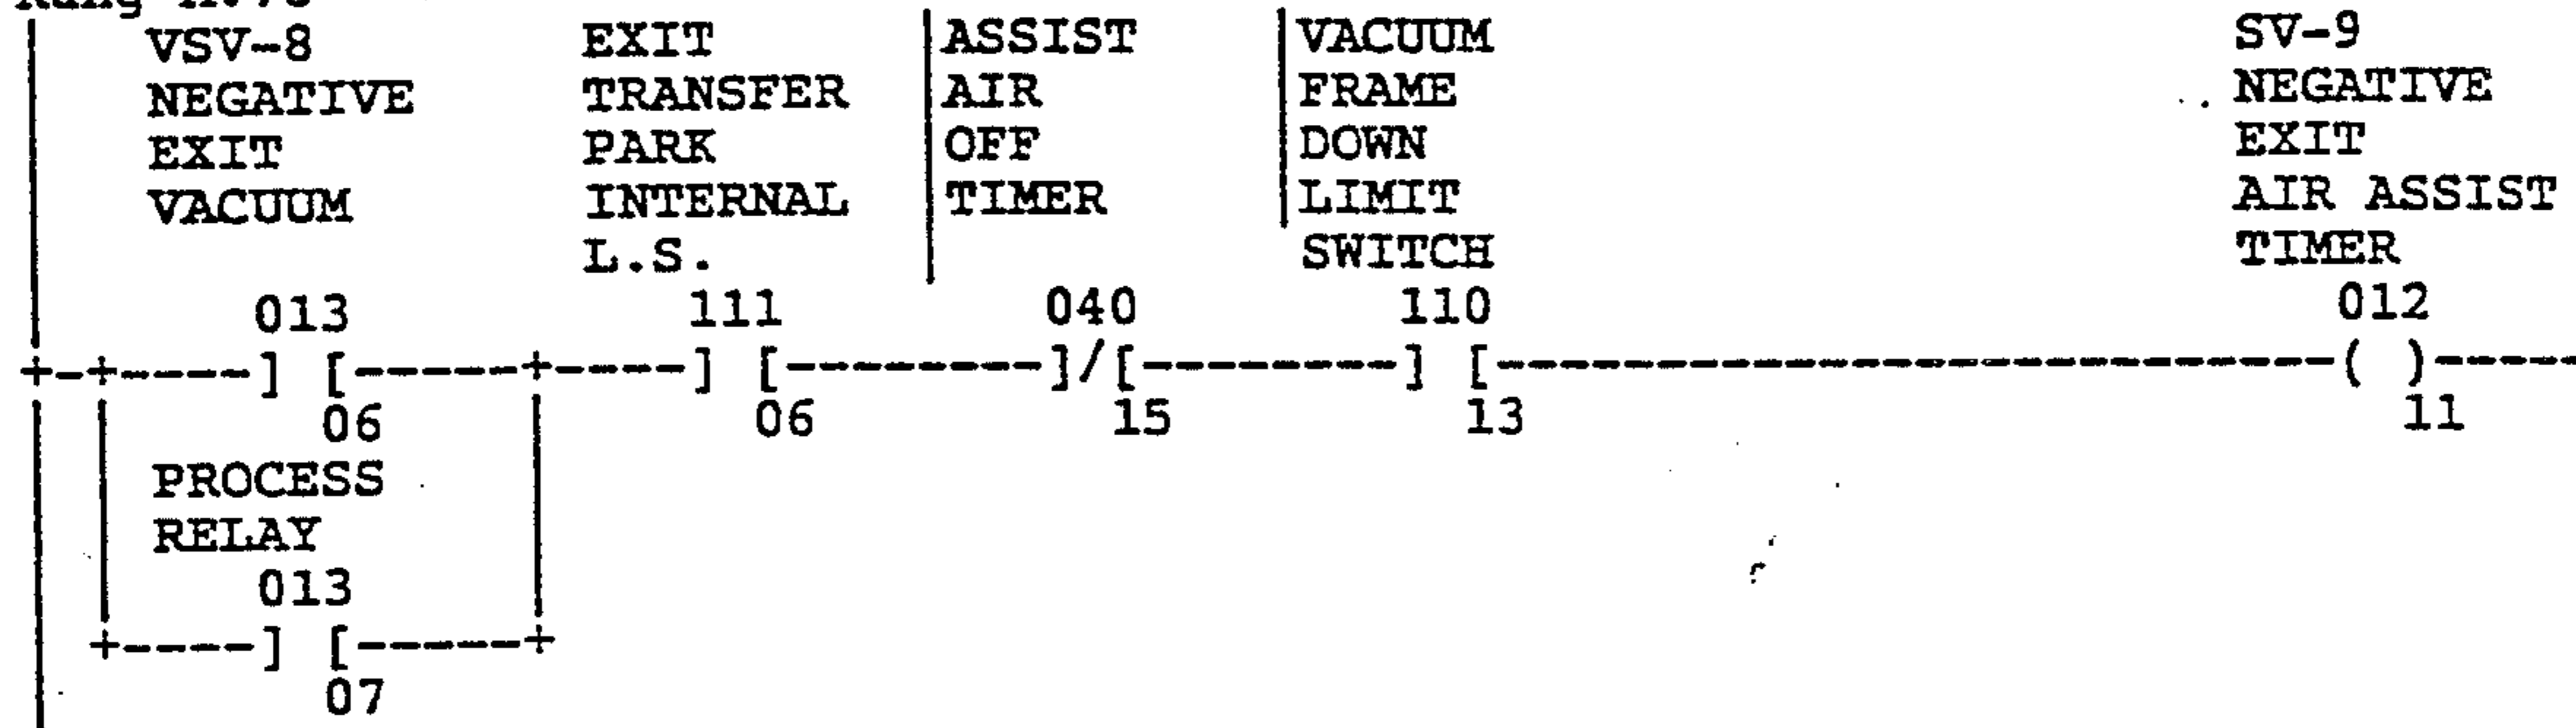 VSV-8 EXIT |ASSIST |VACUUM SV-9
NEGATIVE TRANSFER |AIR |FRAME NEGATIVE
EXIT PARK |OFF |DOWN EXIT
VACUUM INTERNAL |TIMER |LIMIT AIR ASSIST
L.S. | SWITCH TIMER
013 111 040 110 012
+-+-----] [------+-----] [---------]/[---------] [------------------------------( )-----
06 06 15 13 11
PROCESS
RELAY
013
+----] [------+
07